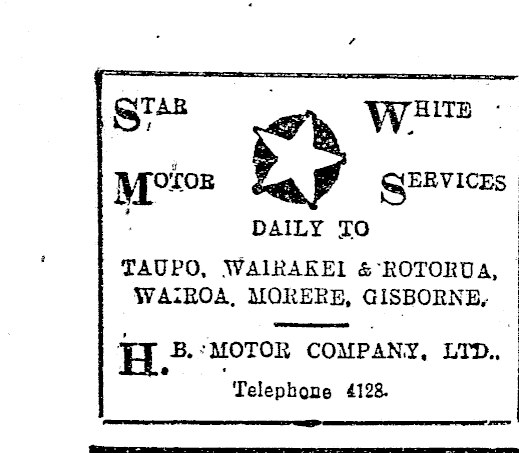 STAR WHITE
MOTOR SERVICES
DAILY TO
TAUPO, WAIRAKEI & ROTORUA,
WAIROA, MORERE, GISBORNE.
H. B. MOTOR COMPANY, LTD..
Telephone 4128.